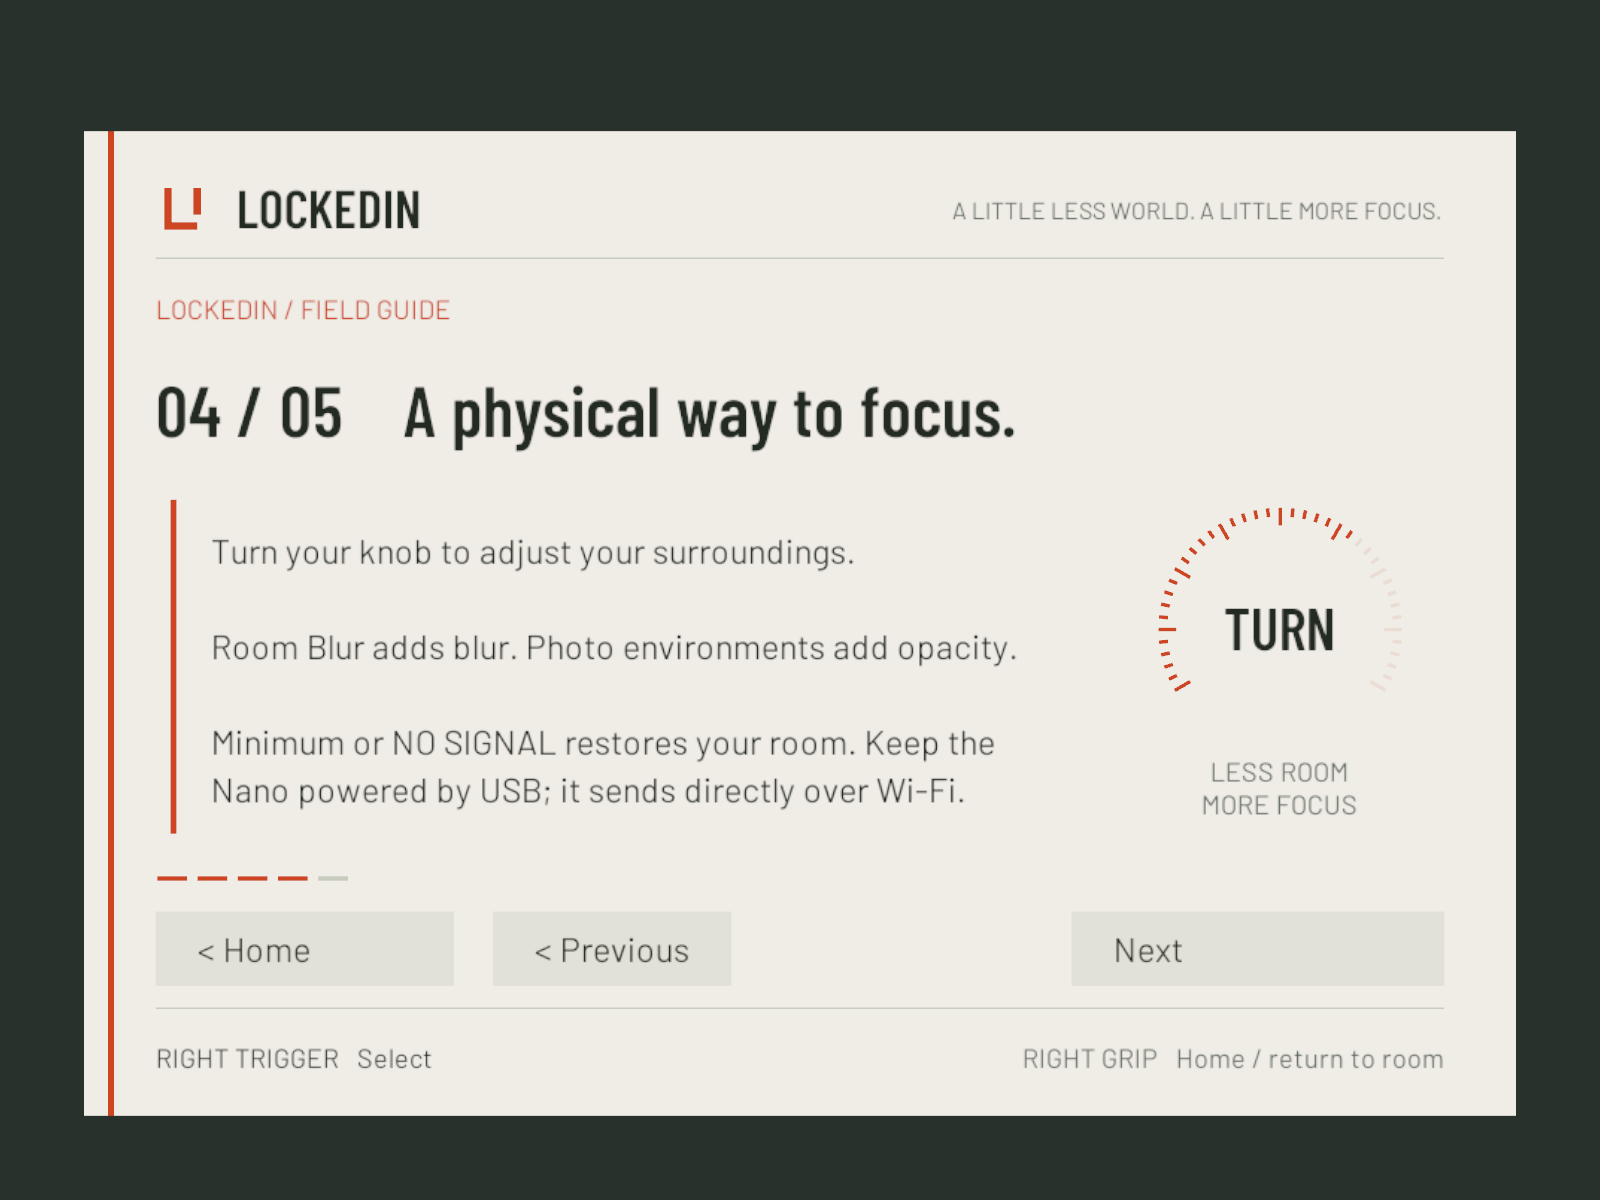 LOCKEDIN
A LITTLE LESS WORLD. A LITTLE MORE FOCUS.
LOCKEDIN / FIELD GUIDE
04 / 05 A physical way to focus.
Turn your knob to adjust your surroundings.
Room Blur adds blur. Photo environments add opacity.
Minimum or NO SIGNAL restores your room. Keep the
Nano powered by USB; it sends directly over Wi-Fi.
TURN
LESS ROOM
MORE FOCUS
< Home
< Previous
Next
RIGHT TRIGGER Select
RIGHT GRIP Home / return to room